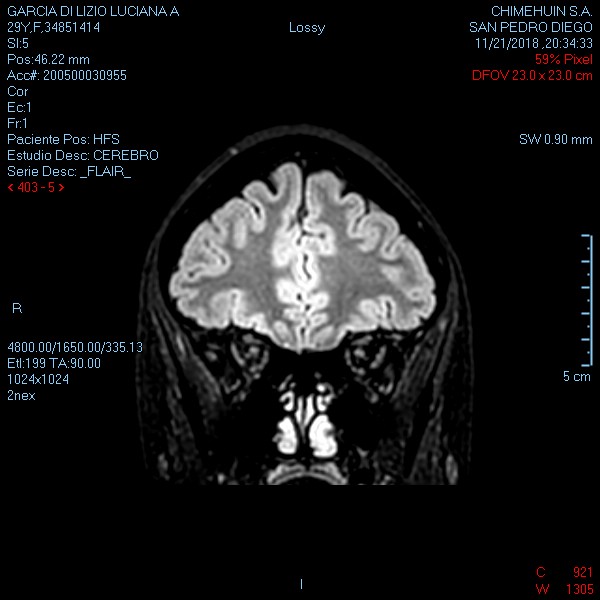 GARCIA DI LIZIO LUCIANA A
29Y,F,34851414
Sl:5
Pos:46.22 mm
Acc#: 200500030955
Cor
Ec:1
Fr:1
Paciente Pos: HFS
Estudio Desc: CEREBRO
Serie Desc: _FLAIR_
< 403 - 5 >
Lossy
CHIMEHUIN S.A.
SAN PEDRO DIEGO
11/21/2018 ,20:34:33
59% Pixel
DFOV 23.0 x 23.0 cm
SW 0.90 mm
R
4800.00/1650.00/335.13
Etl:199 TA:90.00
1024x1024
2nex
5 cm
I
C 921
W 1305